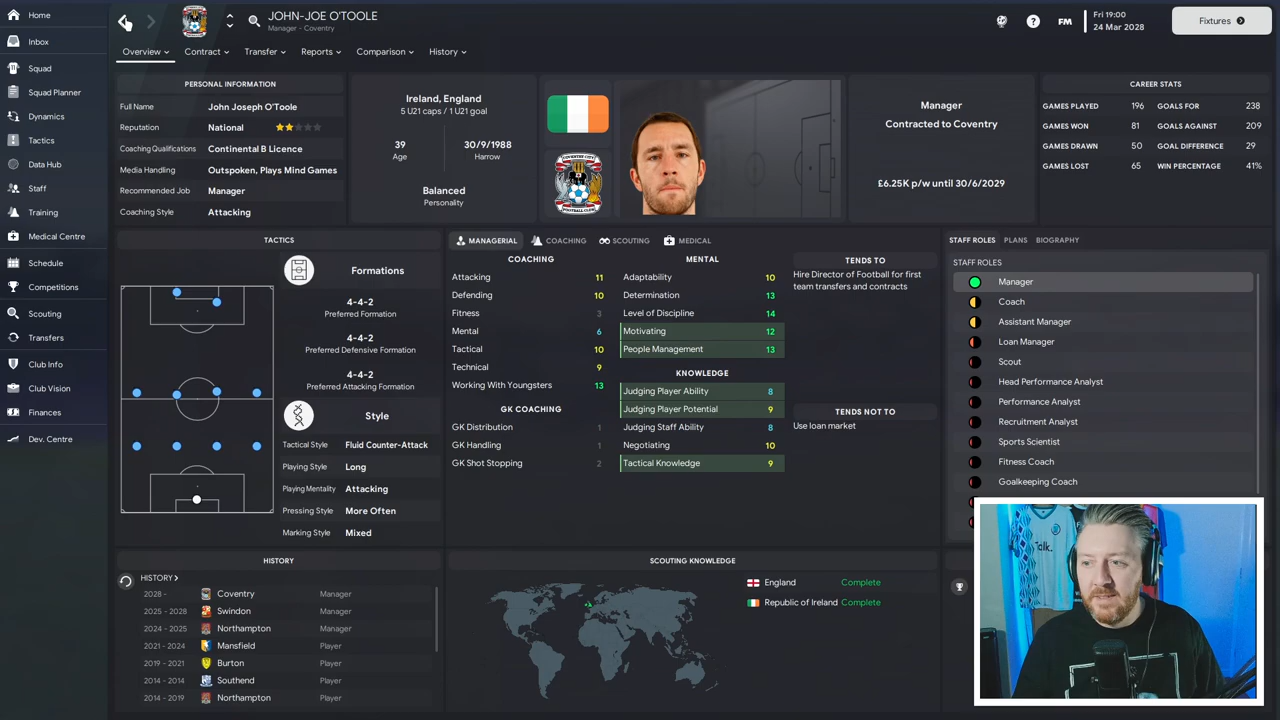 Home
Inbox
Squad
Squad Planner
Dynamics
Tactics
Data Hub
Staff
Training
Medical Centre
Schedule
Competitions
Scouting
Transfers
Club Info
Club Vision
Finances
Dev. Centre
JOHN-JOE O'TOOLE
Manager - Coventry
FM
Fri 19:00
24 Mar 2028
Fixtures
Overview
Contract
Transfer
Reports
Comparison
History
PERSONAL INFORMATION
Full Name John Joseph O'Toole
Reputation National
Coaching Qualifications Continental B Licence
Media Handling Outspoken, Plays Mind Games
Recommended Job Manager
Coaching Style Attacking
Ireland, England
5 U21 caps / 1 U21 goal
39
Age
30/9/1988
Harrow
Balanced
Personality
Manager
Contracted to Coventry
£6.25K p/w until 30/6/2029
CAREER STATS
GAMES PLAYED 196 GOALS FOR 238
GAMES WON 81 GOALS AGAINST 209
GAMES DRAWN 50 GOAL DIFFERENCE 29
GAMES LOST 65 WIN PERCENTAGE 41%
TACTICS
Formations
4-4-2
Preferred Formation
4-4-2
Preferred Defensive Formation
4-4-2
Preferred Attacking Formation
Style
Tactical Style Fluid Counter-Attack
Playing Style Long
Playing Mentality Attacking
Pressing Style More Often
Marking Style Mixed
MANAGERIAL
COACHING
SCOUTING
MEDICAL
COACHING
Attacking 11
Defending 10
Fitness 3
Mental 6
Tactical 10
Technical 9
Working With Youngsters 13
GK COACHING
GK Distribution 1
GK Handling 1
GK Shot Stopping 2
MENTAL
Adaptability 10
Determination 13
Level of Discipline 14
Motivating 12
People Management 13
KNOWLEDGE
Judging Player Ability 8
Judging Player Potential 9
Judging Staff Ability 8
Negotiating 10
Tactical Knowledge 9
TENDS TO
Hire Director of Football for first
team transfers and contracts
TENDS NOT TO
Use loan market
STAFF ROLES
PLANS
BIOGRAPHY
STAFF ROLES
Manager
Coach
Assistant Manager
Loan Manager
Scout
Head Performance Analyst
Performance Analyst
Recruitment Analyst
Sports Scientist
Fitness Coach
Goalkeeping Coach
HISTORY
HISTORY
2028 - Coventry Manager
2025 - 2028 Swindon Manager
2024 - 2025 Northampton Manager
2021 - 2024 Mansfield Player
2019 - 2021 Burton Player
2014 - 2014 Southend Player
2014 - 2019 Northampton Player
SCOUTING KNOWLEDGE
England Complete
Republic of Ireland Complete
Talk.